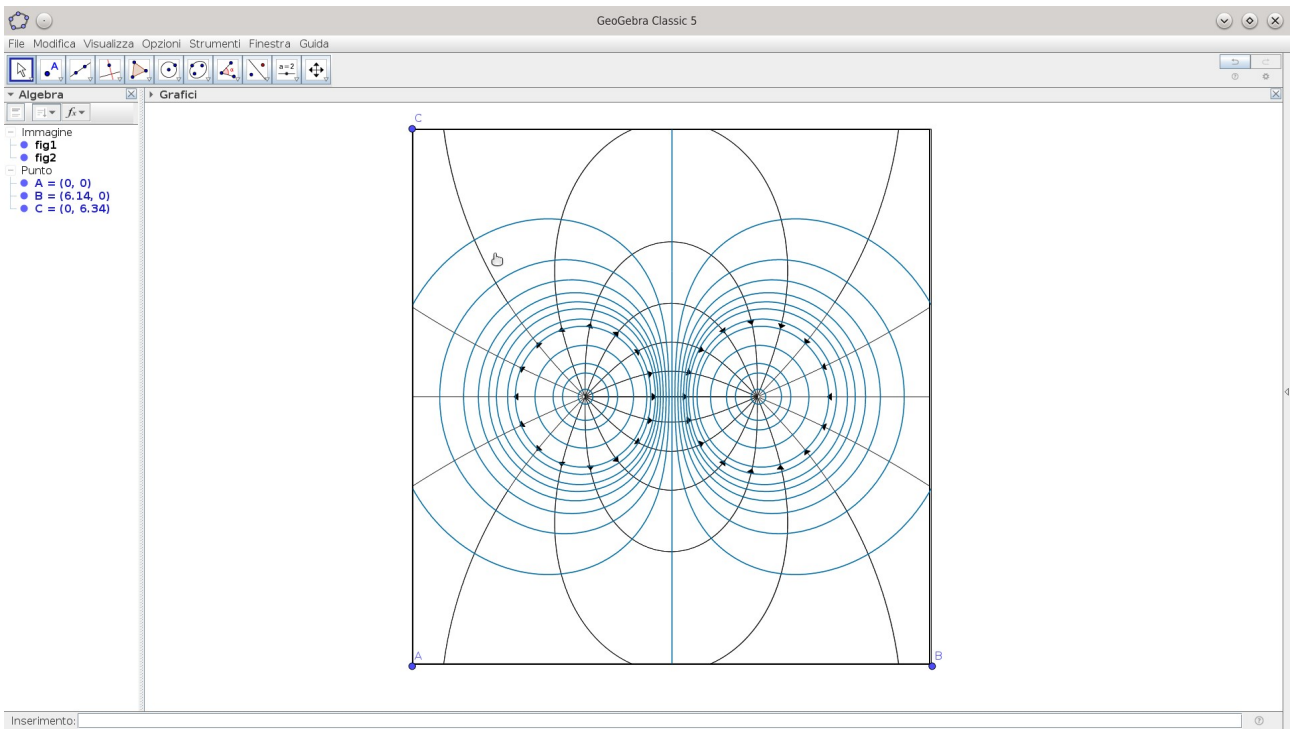 GeoGebra Classic 5
File Modifica Visualizza Opzioni Strumenti Finestra Guida
A
a=2
Algebra
Grafici
fx
Immagine
fig1
fig2
Punto
A = (0, 0)
B = (6.14, 0)
C = (0, 6.34)
C
A
B
Inserimento: